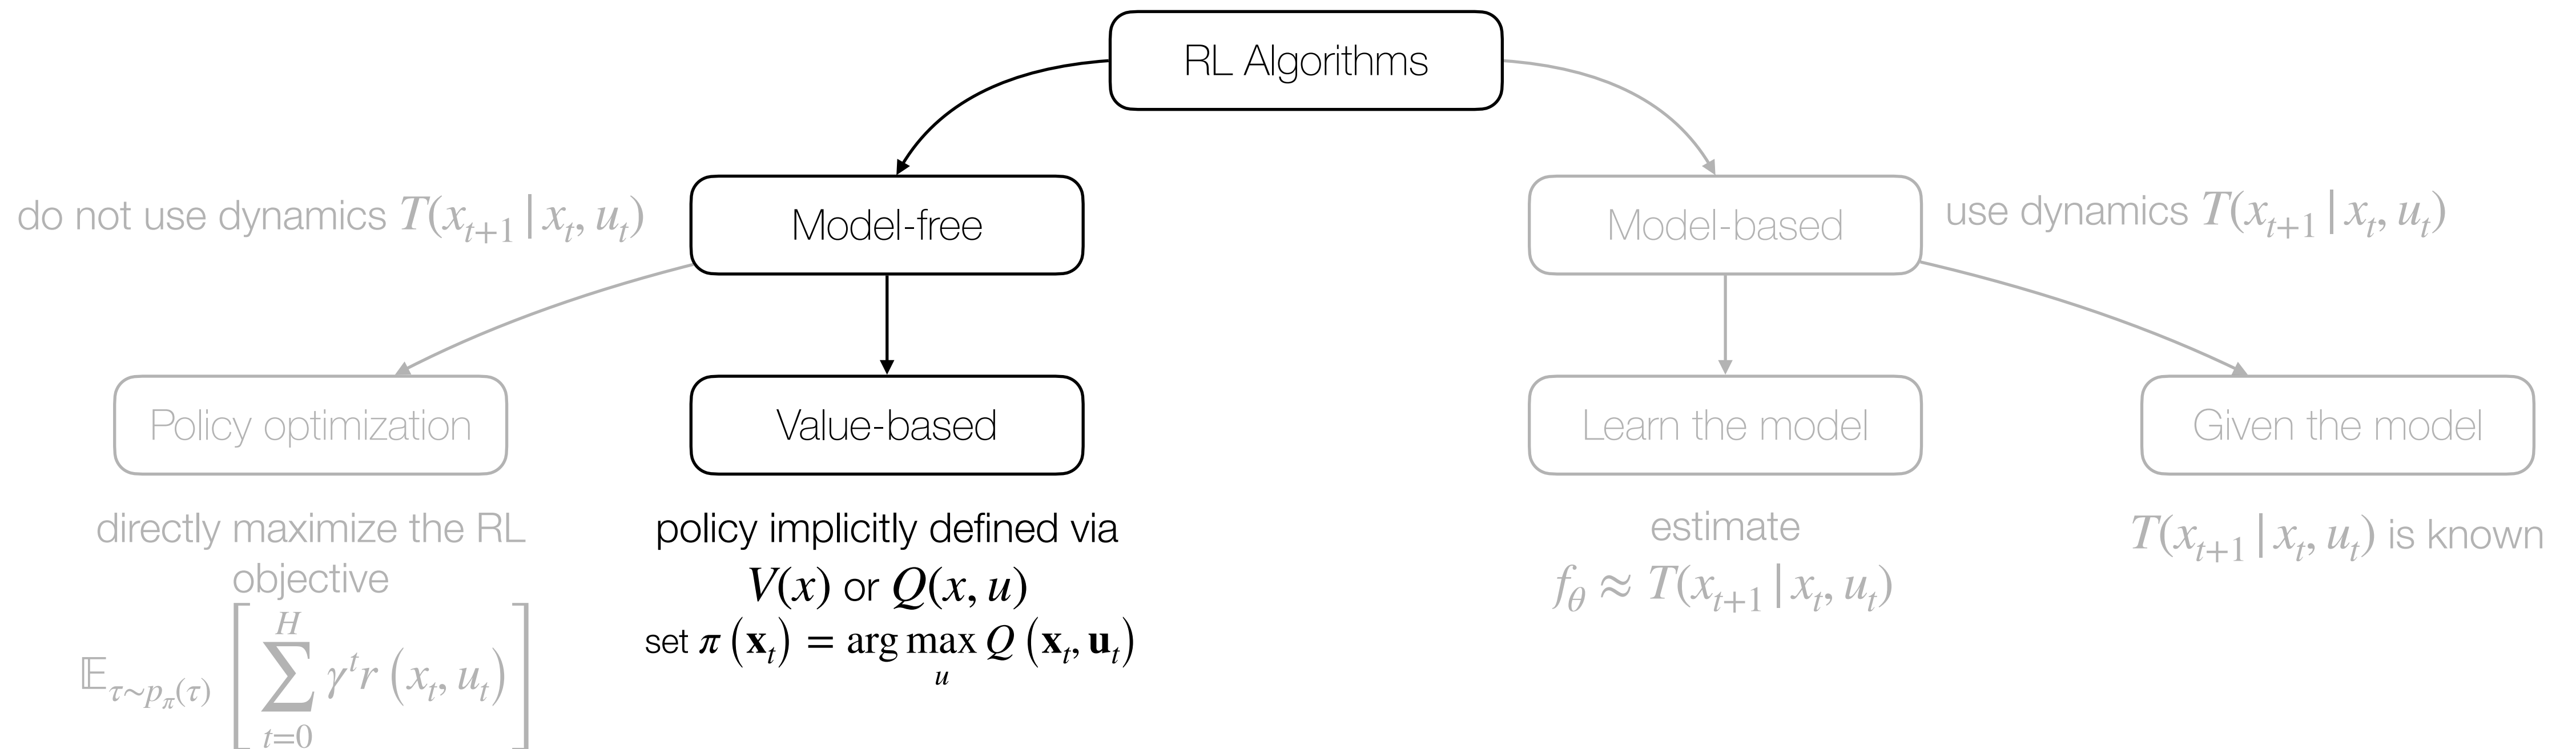 RL Algorithms
do not use dynamics T(x_{t+1} | x_t, u_t)
Model-free
Model-based
use dynamics T(x_{t+1} | x_t, u_t)
Policy optimization
Value-based
Learn the model
Given the model
directly maximize the RL
objective
𝔼_{τ∼p_π(τ)} [ ∑_{t=0}^{H} γ^t r (x_t, u_t) ]
policy implicitly defined via
V(x) or Q(x, u)
set π (𝐱_t) = arg max_u Q (𝐱_t, 𝐮_t)
estimate
f_θ ≈ T(x_{t+1} | x_t, u_t)
T(x_{t+1} | x_t, u_t) is known